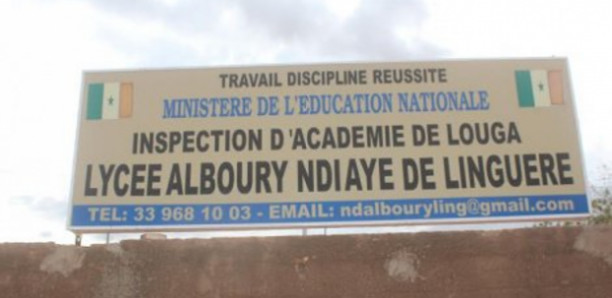 TRAVAIL DISCIPLINE REUSSITE
MINISTERE DE L'EDUCATION NATIONALE
INSPECTION D'ACADEMIE DE LOUGA
LYCEE ALBOURY NDIAYE DE LINGUERE
TEL: 33 968 10 03 - EMAIL: ndalbouryling@gmail.com